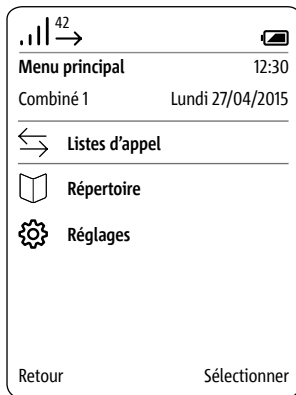 42
Menu principal 12:30
Combiné 1 Lundi 27/04/2015
Listes d'appel
Répertoire
Réglages
Retour Sélectionner